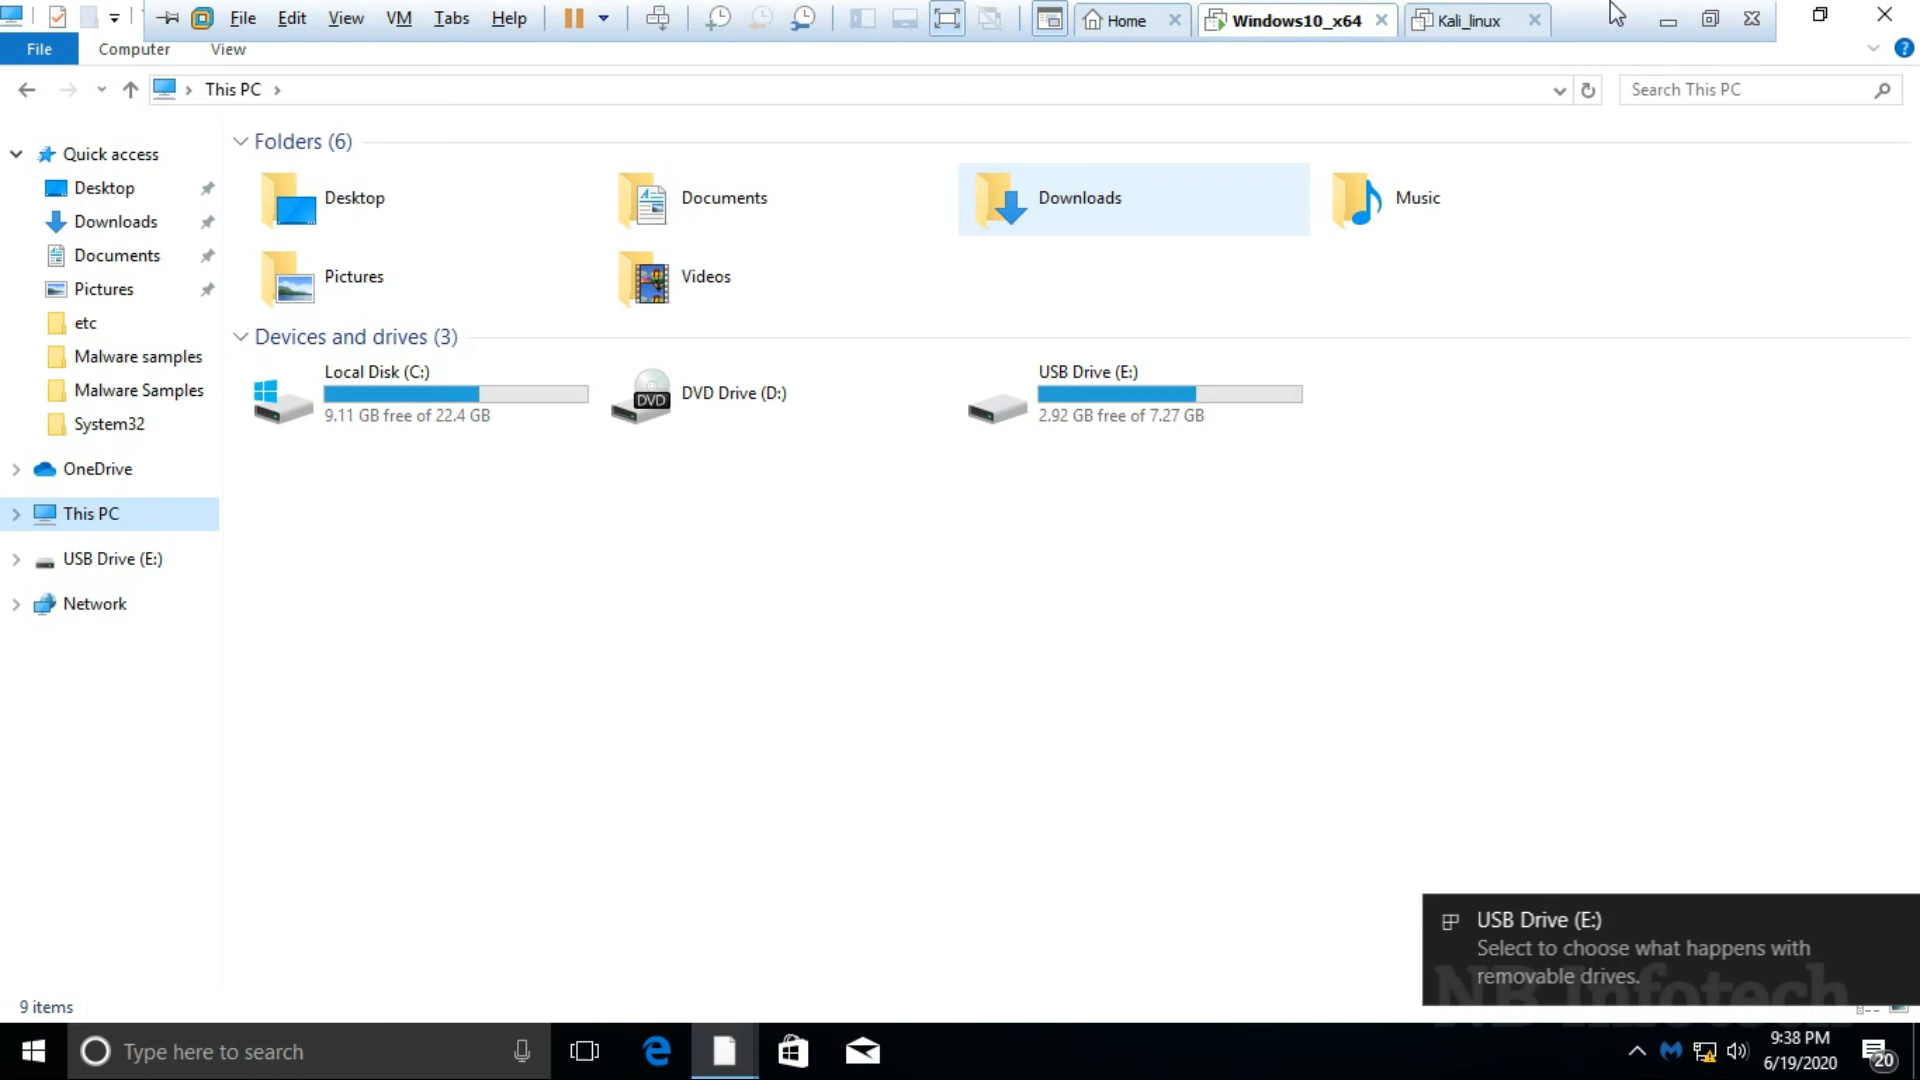 File Edit View VM Tabs Help Home Windows10_x64 Kali_linux
File Computer View
This PC Search This PC
Quick access
Desktop
Downloads
Documents
Pictures
etc
Malware samples
Malware Samples
System32
OneDrive
This PC
USB Drive (E:)
Network
Folders (6)
Desktop Documents Downloads Music
Pictures Videos
Devices and drives (3)
Local Disk (C:)
9.11 GB free of 22.4 GB
DVD Drive (D:)
DVD
USB Drive (E:)
2.92 GB free of 7.27 GB
USB Drive (E:)
Select to choose what happens with
removable drives.
NB Infotech
9 items
Type here to search
9:38 PM
6/19/2020
20